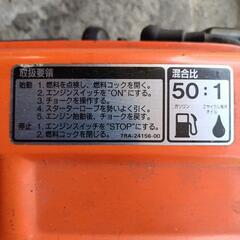 取扱要領
始動 1. 燃料を点検し、燃料コックを開く。
2. エンジンスイッチを"ON"にする。
3. チョークを操作する。
4. スターターロープを勢いよく引く。
5. エンジン始動後、チョークを戻す。
停止 1. エンジンスイッチを"STOP"にする。
2. 燃料コックを閉じる。
7RA-24156-00
混合比
50:1
ガソリン
2サイクル専用オイル